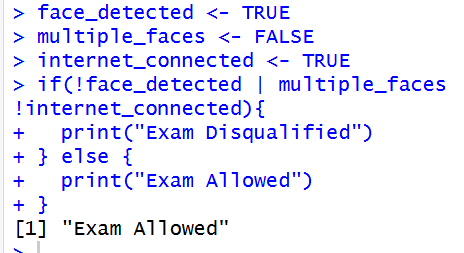 > face_detected <- TRUE
> multiple_faces <- FALSE
> internet_connected <- TRUE
> if(!face_detected | multiple_faces
!internet_connected){
+   print("Exam Disqualified")
+ } else {
+   print("Exam Allowed")
+ }
[1] "Exam Allowed"
>